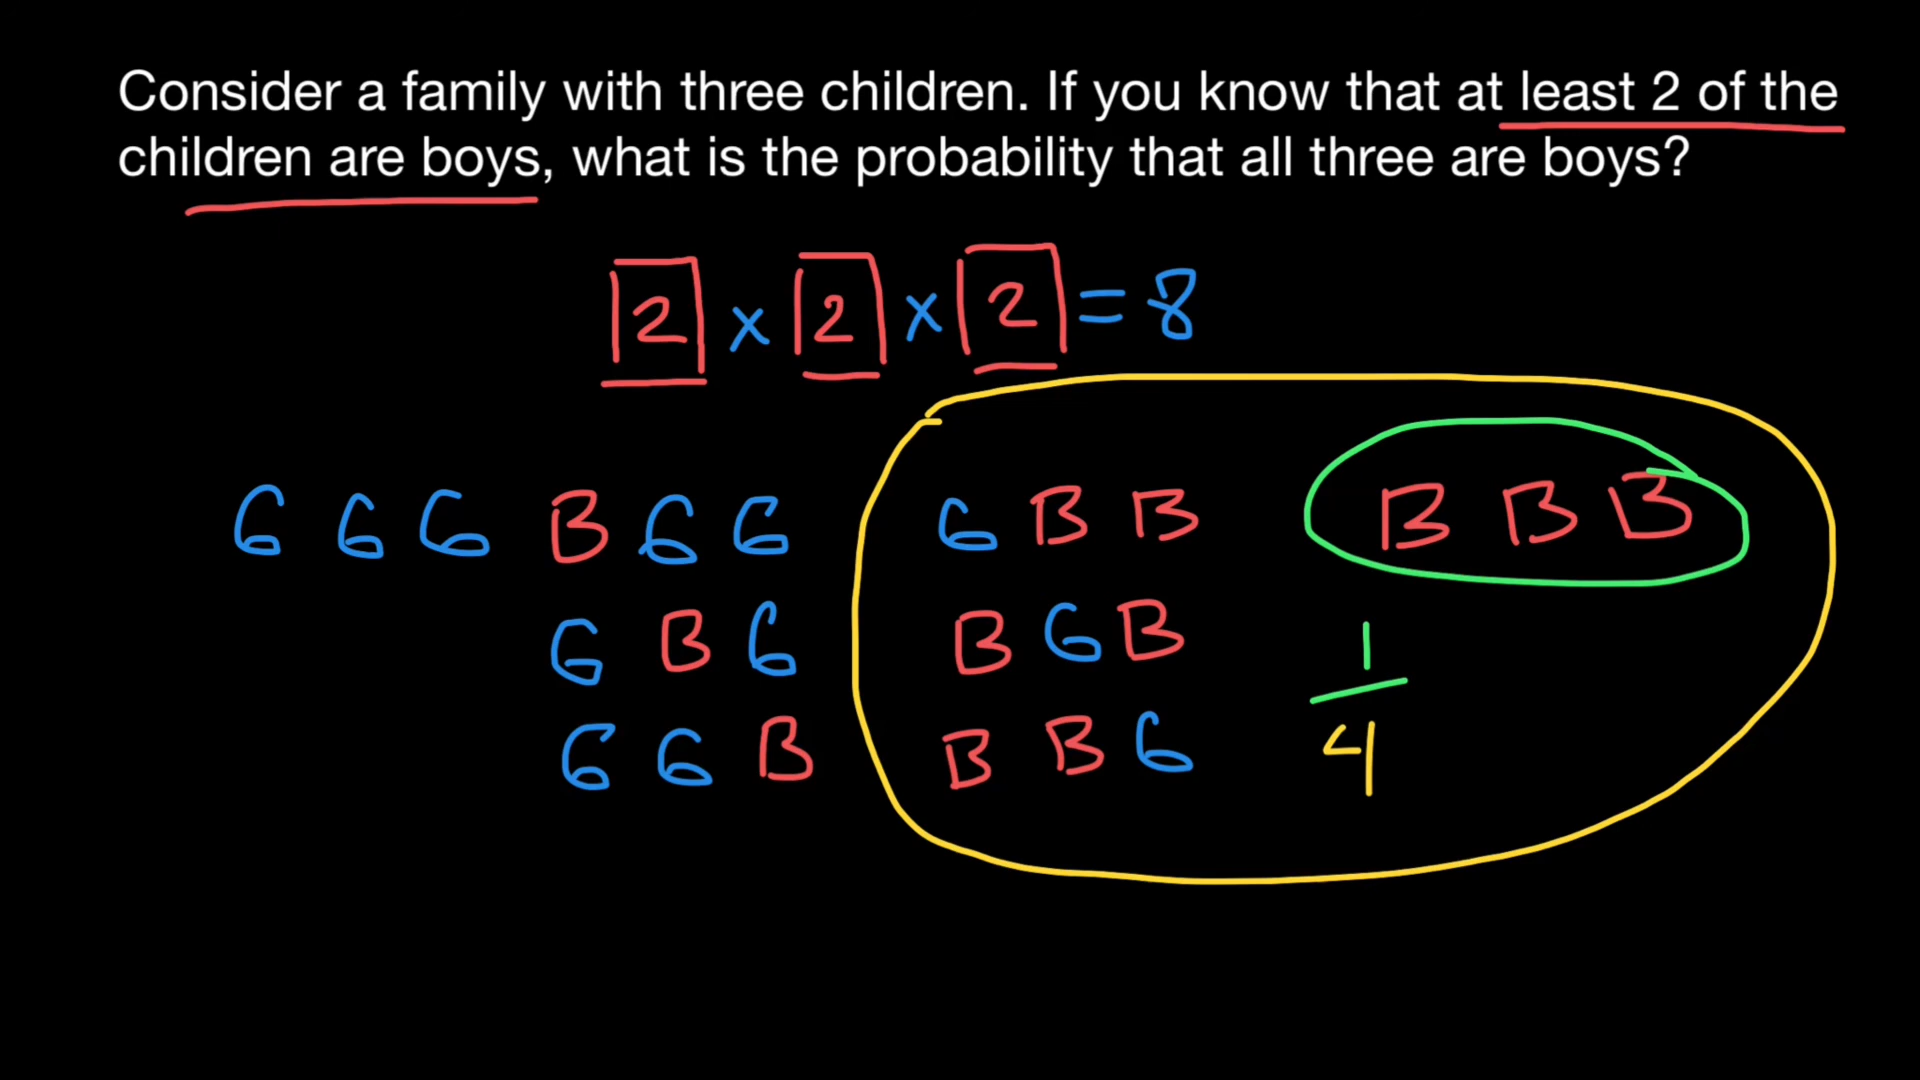 Consider a family with three children. If you know that at least 2 of the
children are boys, what is the probability that all three are boys?
2 × 2 × 2 = 8
G G G B G G G B B B B B
G B G B G B 1
G G B B B G 4